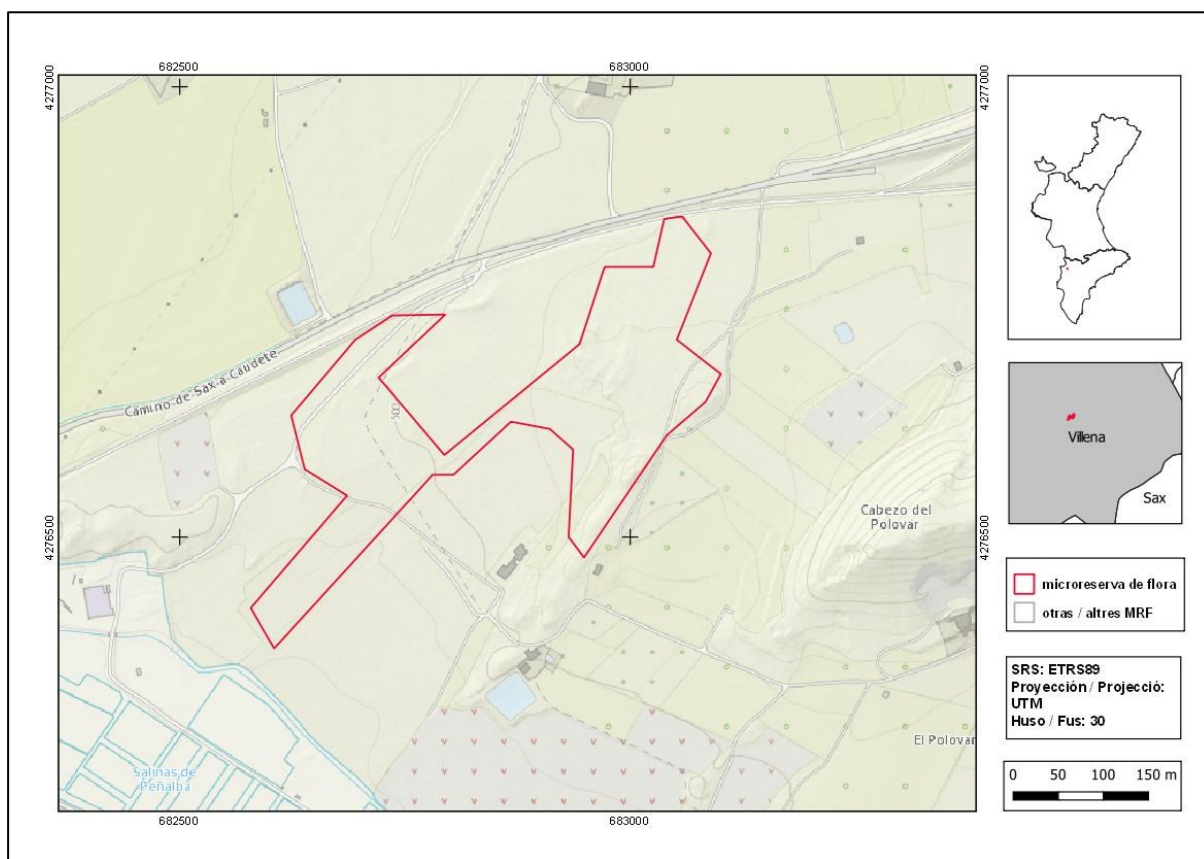 682500
683000
4277000
4277000
Camino de Sax a Caudete
500
Villena
Sax
Cabezo del
Polovar
4276500
4276500
microreserva de flora
otras / altres MRF
SRS: ETRS89
Proyección / Projecció:
UTM
Huso / Fus: 30
El Polovar
Salinas de
Peñalba
0 50 100 150 m
682500
683000